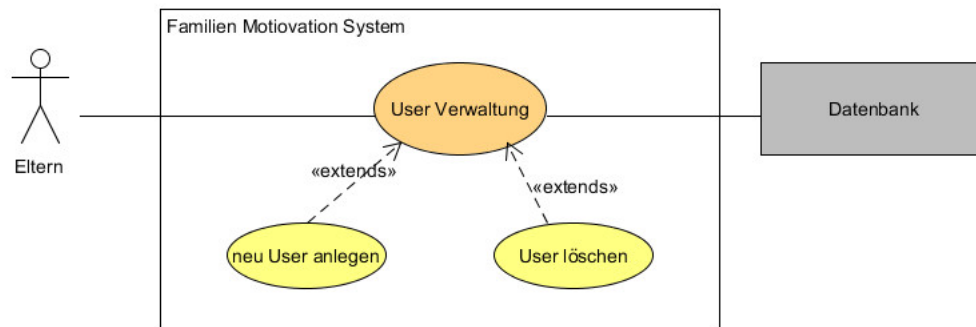 Familien Motiovation System
User Verwaltung
Datenbank
Eltern
«extends»
«extends»
neu User anlegen
User löschen